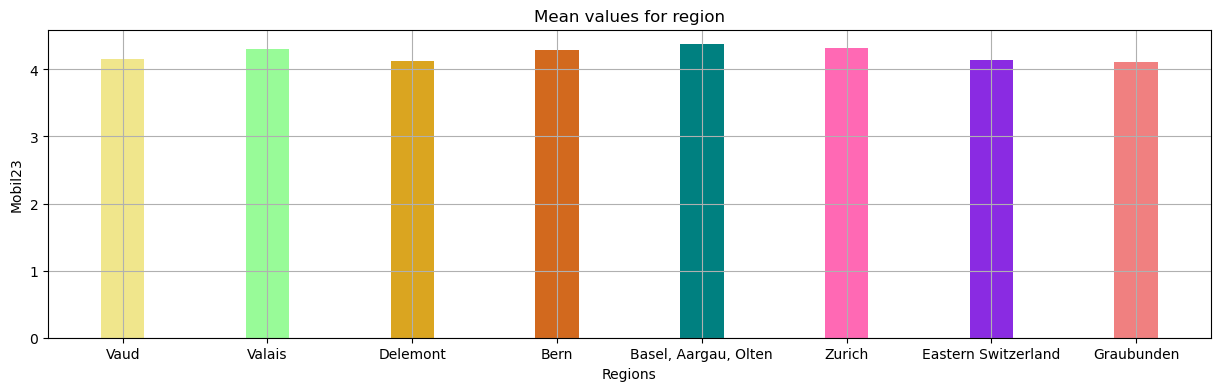 Mean values for region
Mobil23
4
3
2
1
0
Vaud Valais Delemont Bern Basel, Aargau, Olten Zurich Eastern Switzerland Graubunden
Regions